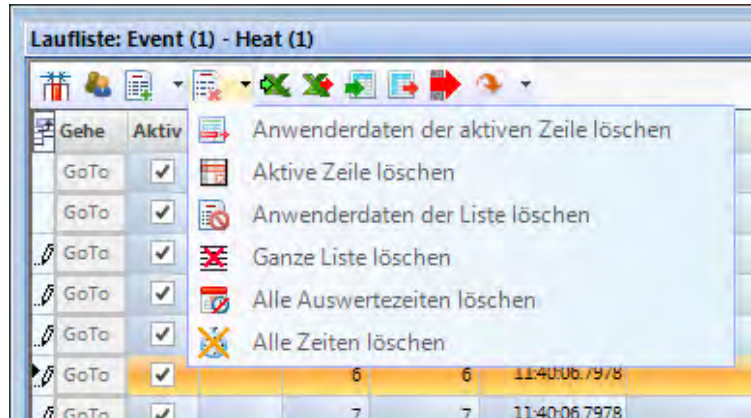 Laufliste: Event (1) - Heat (1)
Gehe Aktiv
Anwenderdaten der aktiven Zeile löschen
GoTo
Aktive Zeile löschen
GoTo
Anwenderdaten der Liste löschen
GoTo
Ganze Liste löschen
GoTo
Alle Auswertezeiten löschen
GoTo
Alle Zeiten löschen
GoTo 6 6 11:40:06.7978
GoTo 7 7 11:40:06.7978